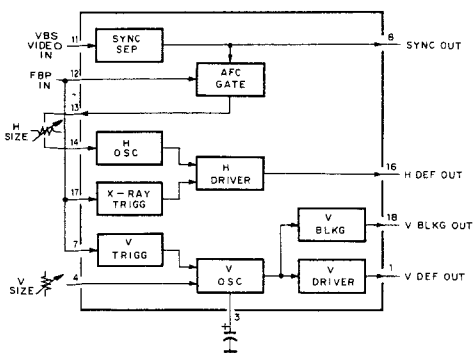 VBS
VIDEO
IN
11
SYNC
SEP
8
SYNC OUT
FBP
IN
12
AFC
GATE
13
H
SIZE
14
H
OSC
H
DRIVER
16
H DEF OUT
17
X-RAY
TRIGG
V
BLKG
18
V BLKG OUT
7
V
TRIGG
V
SIZE
4
V
OSC
V
DRIVER
1
V DEF OUT
3
+